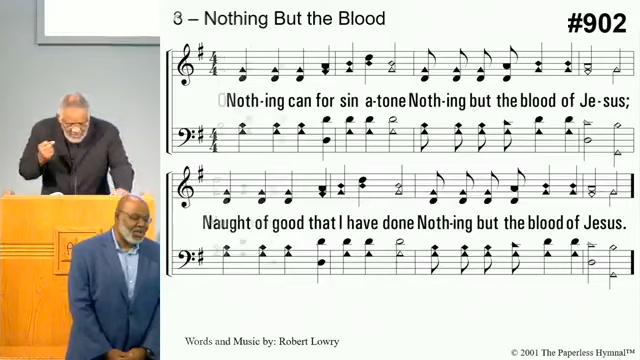 3 – Nothing But the Blood
#902
Noth-ing can for sin a-tone Noth-ing but the blood of Je-sus;
Naught of good that I have done Noth-ing but the blood of Jesus.
Words and Music by: Robert Lowry
© 2001 The Paperless Hymnal™